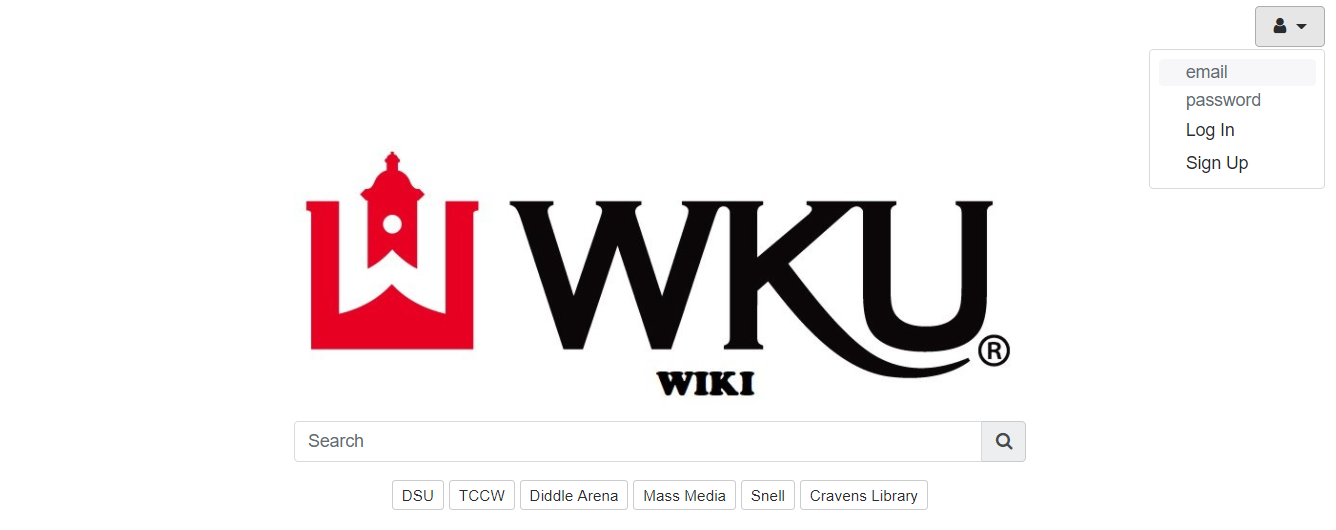 email
password
Log In
Sign Up
WKU®
WIKI
Search
DSU TCCW Diddle Arena Mass Media Snell Cravens Library